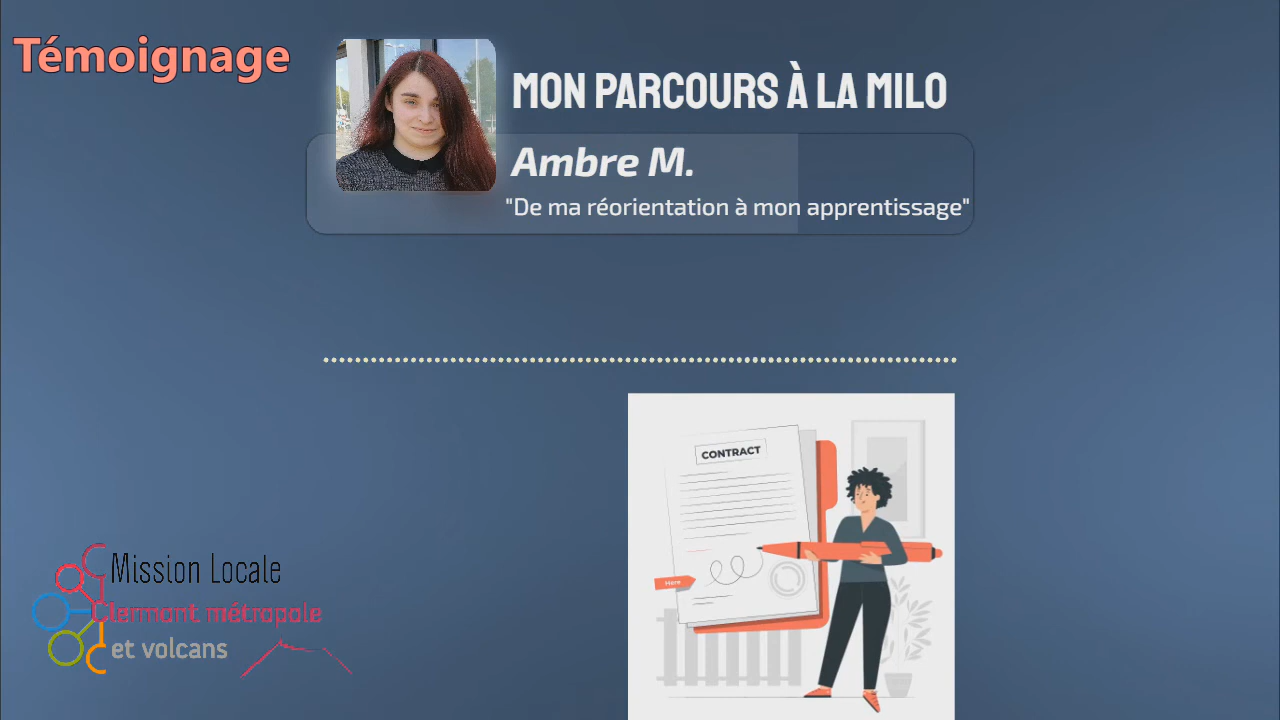 Témoignage
MON PARCOURS À LA MILO
Ambre M.
"De ma réorientation à mon apprentissage"
CONTRACT
Here
Mission Locale
Clermont métropole
et volcans